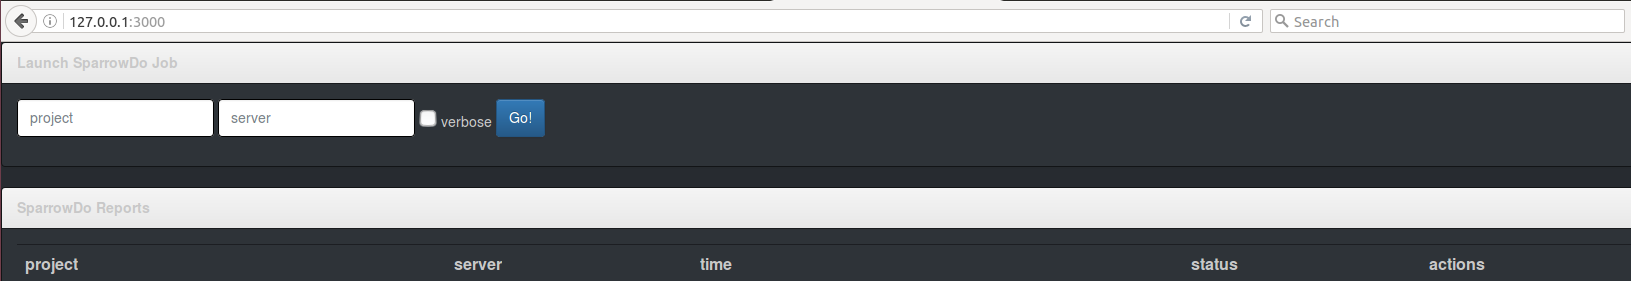 127.0.0.1:3000 Search
Launch SparrowDo Job
project server verbose Go!
SparrowDo Reports
project server time status actions